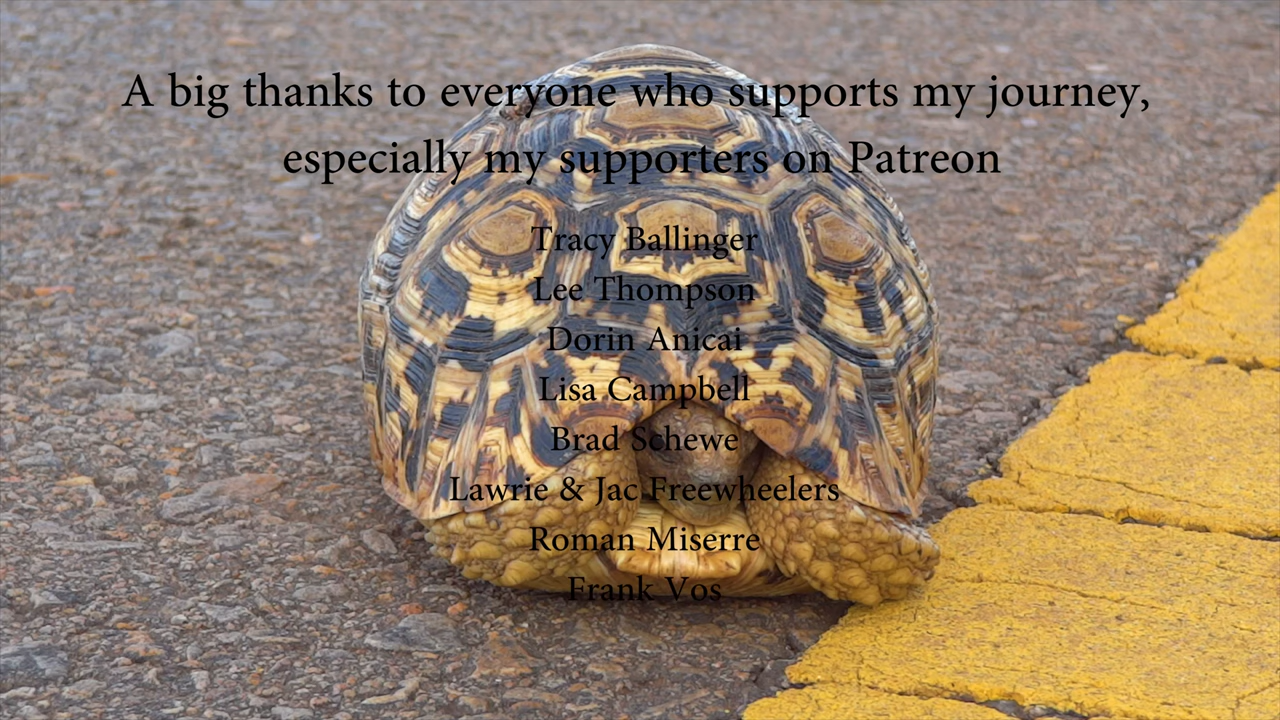 A big thanks to everyone who supports my journey,
especially my supporters on Patreon
Tracy Ballinger
Lee Thompson
Dorin Anicai
Lisa Campbell
Brad Schewe
Lawrie & Jac Freewheelers
Roman Miserre
Frank Vos